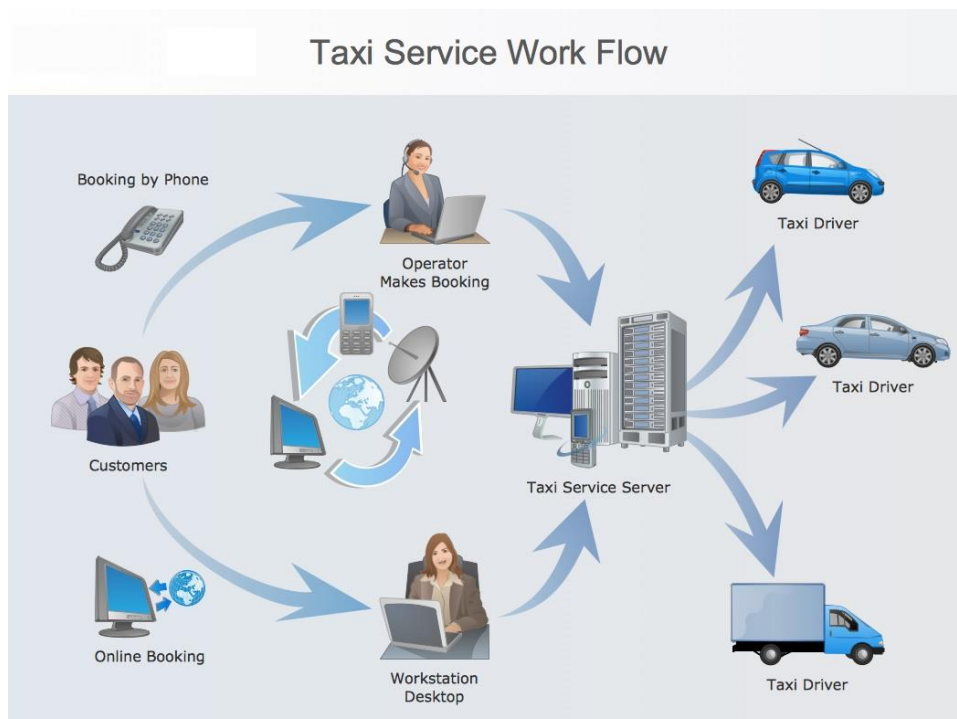 Taxi Service Work Flow
Booking by Phone
Operator
Makes Booking
Customers
Online Booking
Workstation
Desktop
Taxi Service Server
Taxi Driver
Taxi Driver
Taxi Driver